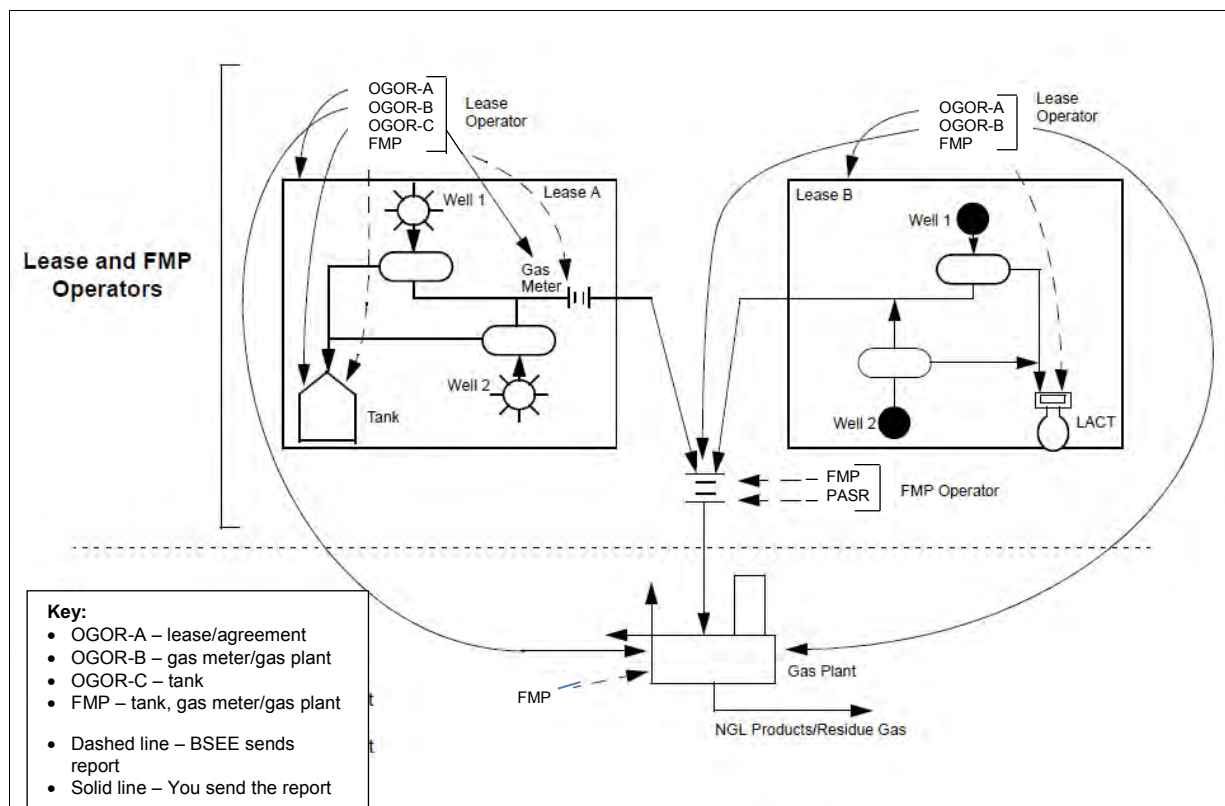 OGOR-A
OGOR-B
OGOR-C
FMP
Lease
Operator
OGOR-A
OGOR-B
FMP
Lease
Operator
Lease and FMP
Operators
Lease A
Well 1
Gas
Meter
Well 2
Tank
Lease B
Well 1
Well 2
LACT
FMP
PASR
FMP Operator
Gas Plant
FMP
NGL Products/Residue Gas
Key:
• OGOR-A – lease/agreement
• OGOR-B – gas meter/gas plant
• OGOR-C – tank
• FMP – tank, gas meter/gas plant
t
• Dashed line – BSEE sends
report
t
• Solid line – You send the report